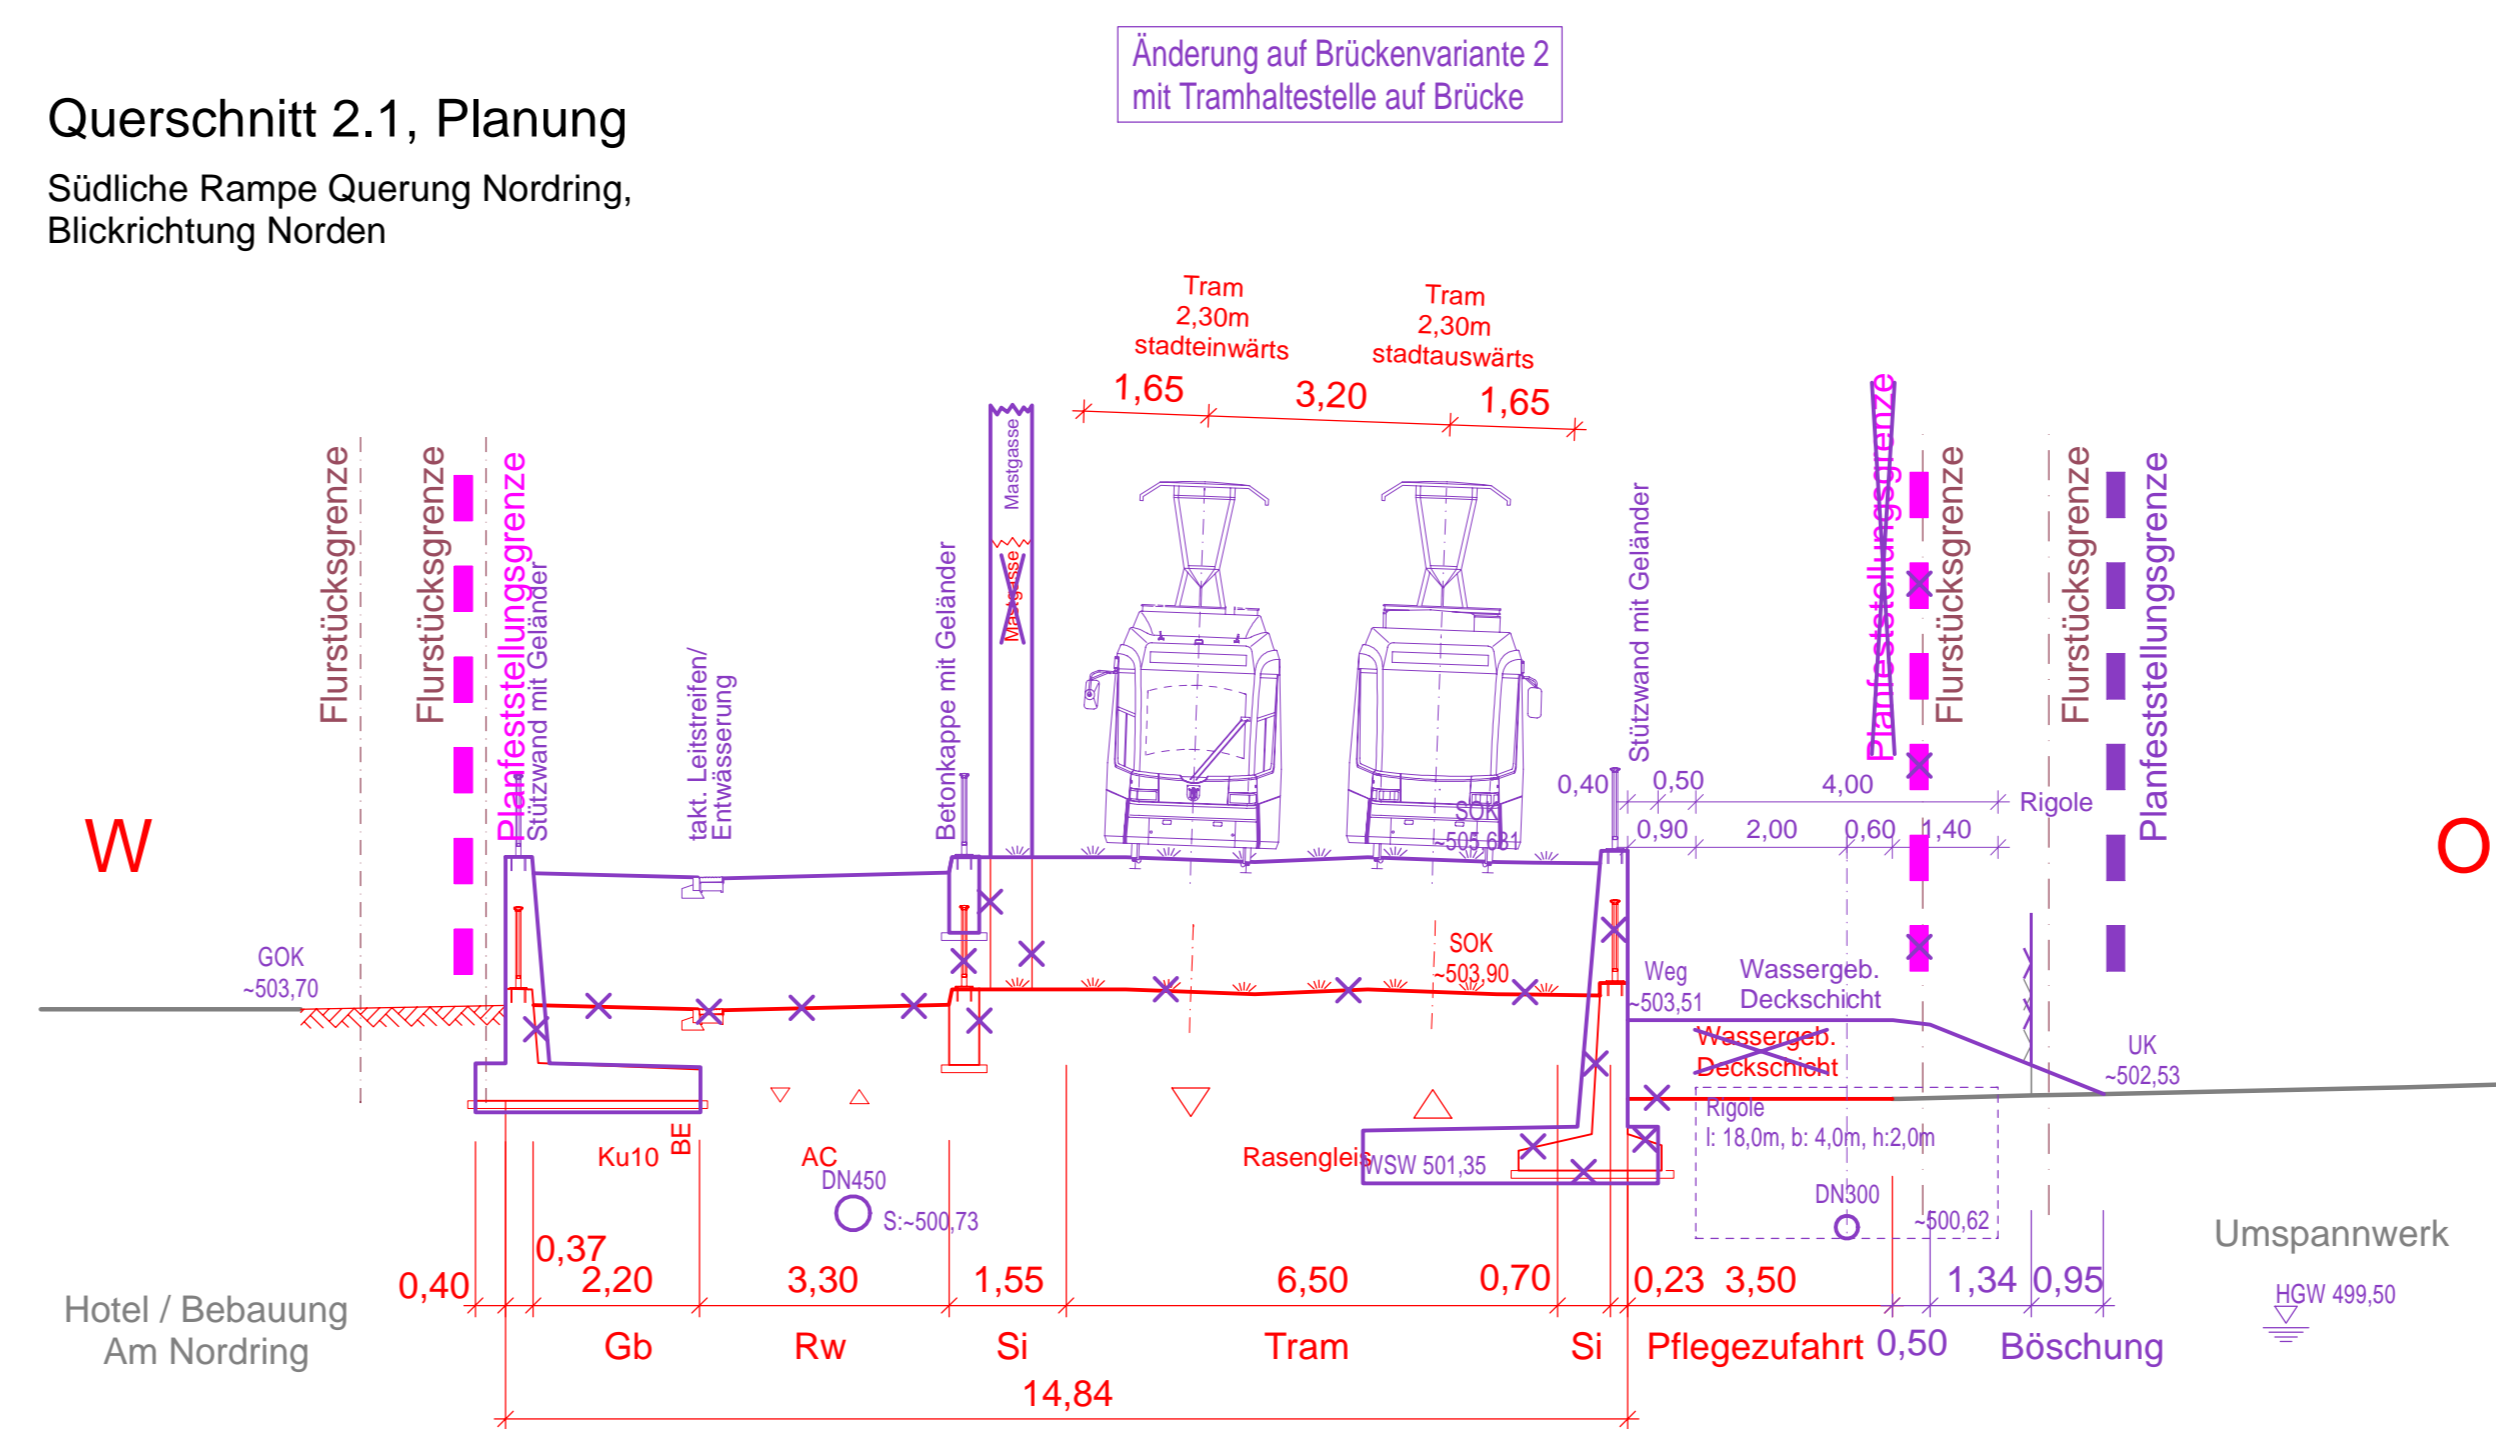 Änderung auf Brückenvariante 2
mit Tramhaltestelle auf Brücke
Querschnitt 2.1, Planung
Südliche Rampe Querung Nordring,
Blickrichtung Norden
Tram
2,30m
stadteinwärts
Tram
2,30m
stadtauswärts
1,65
3,20
1,65
Flurstücksgrenze
Flurstücksgrenze
Planfeststellungsgrenze
Stützwand mit Geländer
takt. Leitstreifen/
Entwässerung
Betonkappe mit Geländer
Mastgasse
Mastgasse
Stützwand mit Geländer
Planfeststellungsgrenze
Flurstücksgrenze
Flurstücksgrenze
Planfeststellungsgrenze
0,40
0,50
4,00
Rigole
0,90
2,00
0,60
1,40
W
O
SOK
~505,681
GOK
~503,70
SOK
~503,90
Weg
~503,51
Wassergeb.
Deckschicht
Wassergeb.
Deckschicht
UK
~502,53
Rigole
l: 18,0m, b: 4,0m, h:2,0m
Ku10
BE
AC
DN450
S:~500,73
Rasengleis
WSW 501,35
DN300
~500,62
Umspannwerk
HGW 499,50
Hotel / Bebauung
Am Nordring
0,40
0,37
2,20
3,30
1,55
6,50
0,70
0,23
3,50
1,34
0,95
Gb
Rw
Si
Tram
Si
Pflegezufahrt
0,50
Böschung
14,84